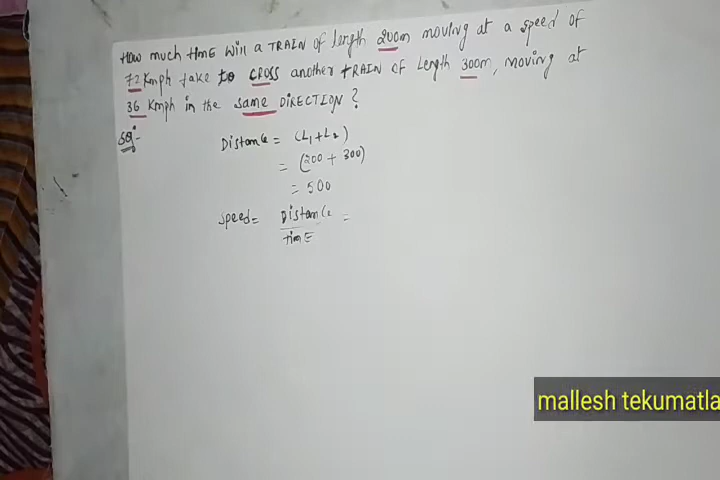 How much timE will a TRAIN of length 200m moving at a speed of
72 Kmph take to CROSS another tRAIN of Length 300m, moving at
36 Kmph in the same DIRECTION ?
Sol:-
Distance = (L₁+L₂)
= (200 + 300)
= 500
Speed = Distance / timE =
mallesh tekumatla